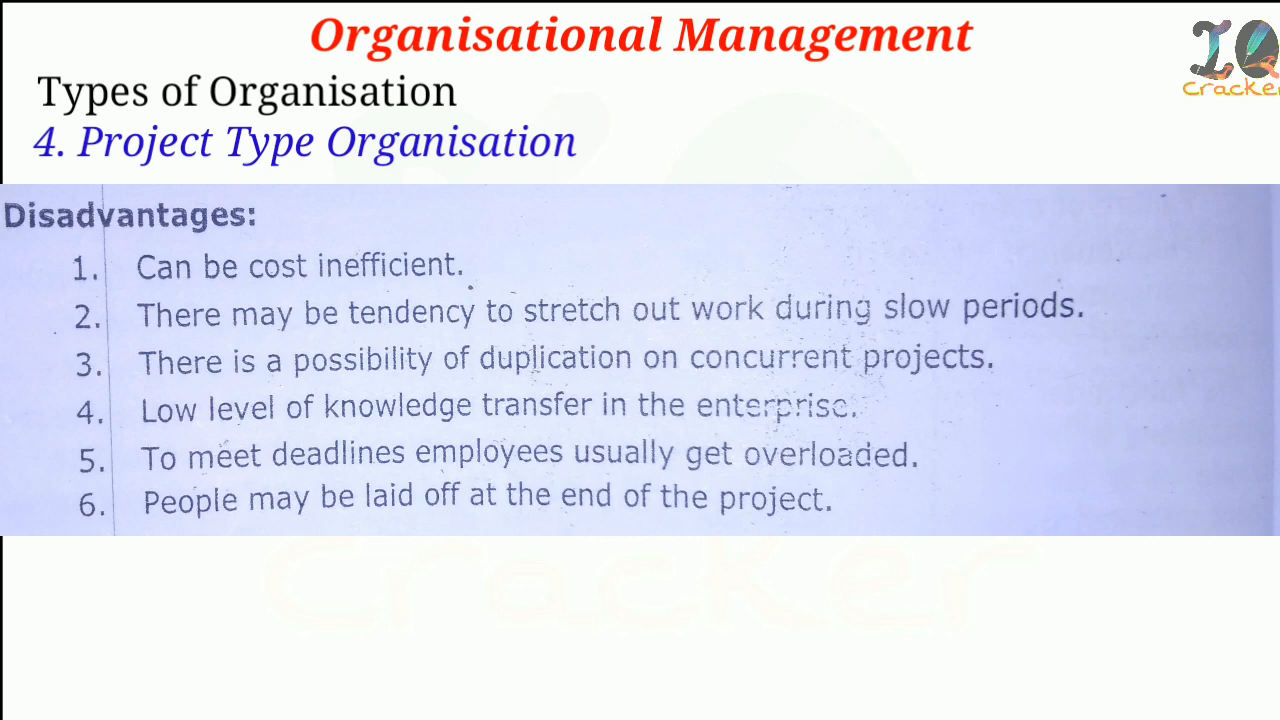 Organisational Management
IQ
Cracker
Types of Organisation
4. Project Type Organisation
Disadvantages:
1. Can be cost inefficient.
2. There may be tendency to stretch out work during slow periods.
3. There is a possibility of duplication on concurrent projects.
4. Low level of knowledge transfer in the enterprise.
5. To meet deadlines employees usually get overloaded.
6. People may be laid off at the end of the project.
Cracker